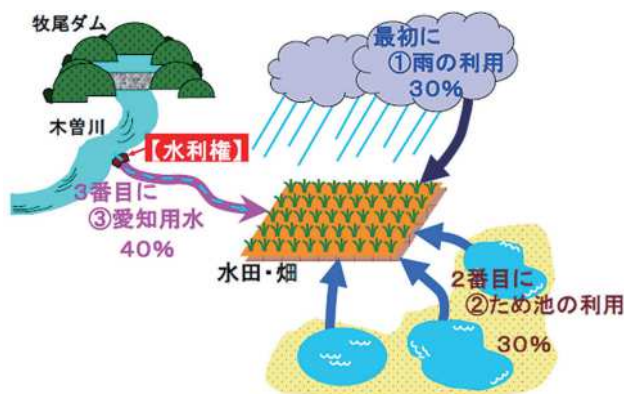 牧尾ダム
木曽川
【水利権】
3番目に
③愛知用水
40%
最初に
①雨の利用
30%
水田・畑
2番目に
②ため池の利用
30%